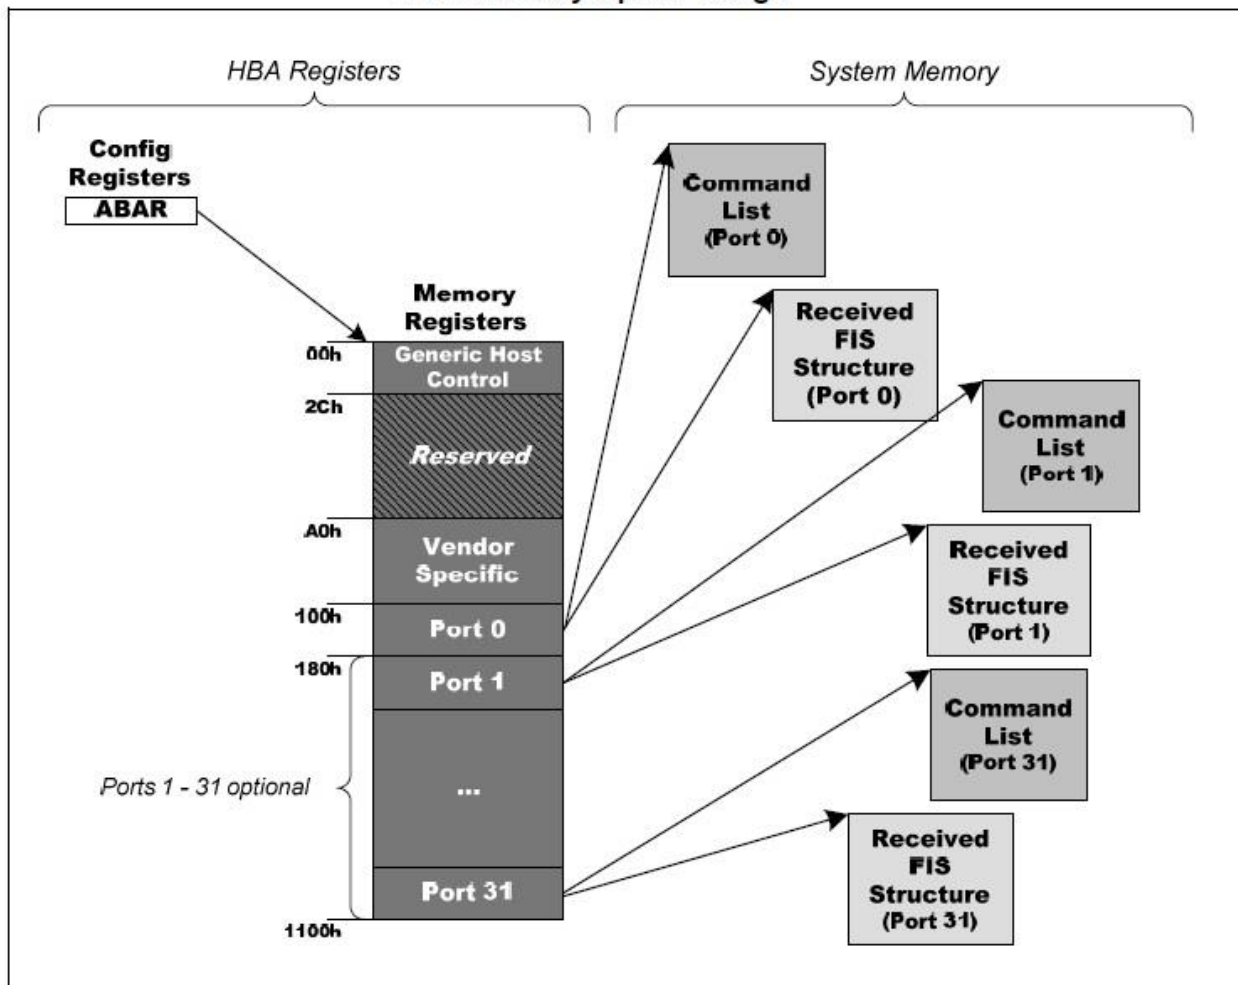 HBA Registers
System Memory
Config
Registers
ABAR
Command
List
(Port 0)
Memory
Registers
Received
FIS
Structure
(Port 0)
00h
Generic Host
Control
2Ch
Reserved
Command
List
(Port 1)
A0h
Vendor
Specific
Received
FIS
Structure
(Port 1)
100h
Port 0
180h
Port 1
Command
List
(Port 31)
Ports 1 - 31 optional
...
Received
FIS
Structure
(Port 31)
Port 31
1100h